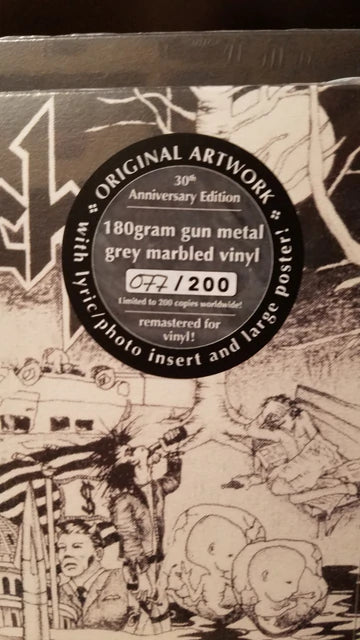 ORIGINAL ARTWORK
30th
Anniversary Edition
180gram gun metal
grey marbled vinyl
077 / 200
Limited to 200 copies worldwide!
remastered for
vinyl!
with lyric/photo insert and large poster!
$